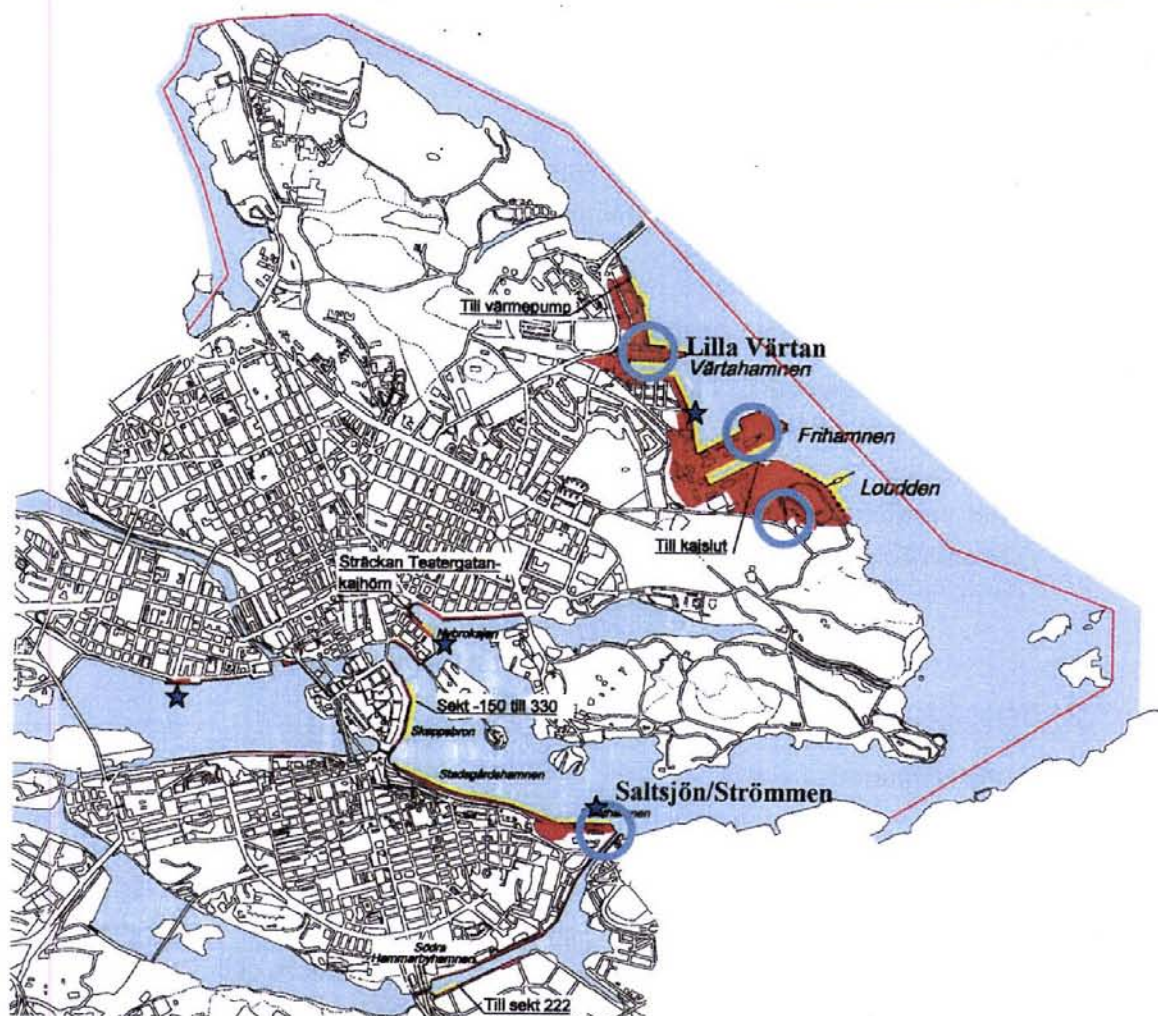 Till värmepump
Lilla Värtan
Värtahamnen
Frihamnen
Loudden
Till kajslut
Sträckan Teatergatan-
kajhörn
Nybrokajen
Sekt -150 till 330
Skeppsbron
Stadsgårdshamnen
Saltsjön/Strömmen
Södra
Hammarbyhamnen
Till sekt 222